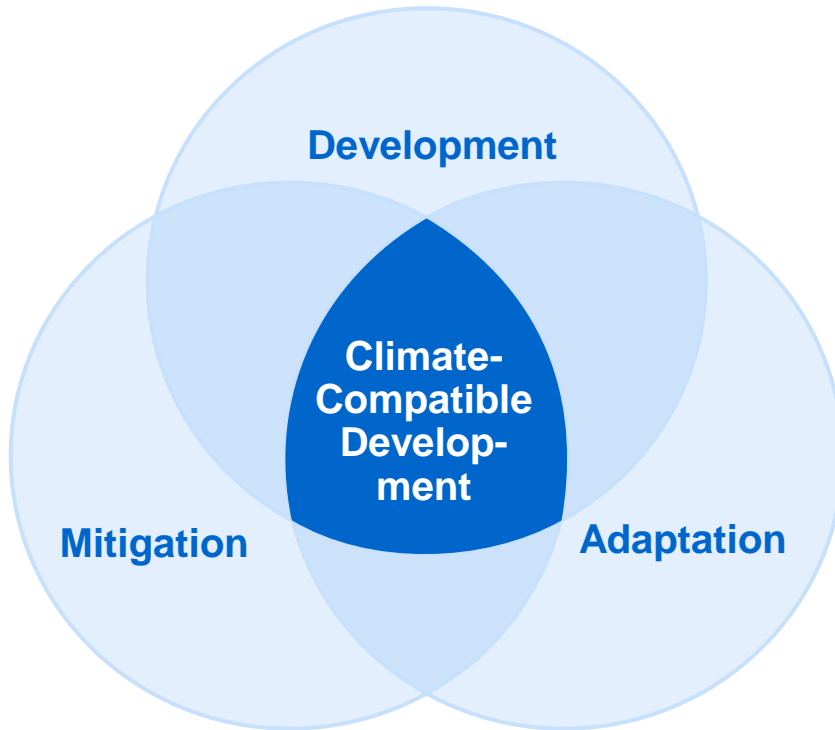 Development
Climate-
Compatible
Develop-
ment
Mitigation
Adaptation